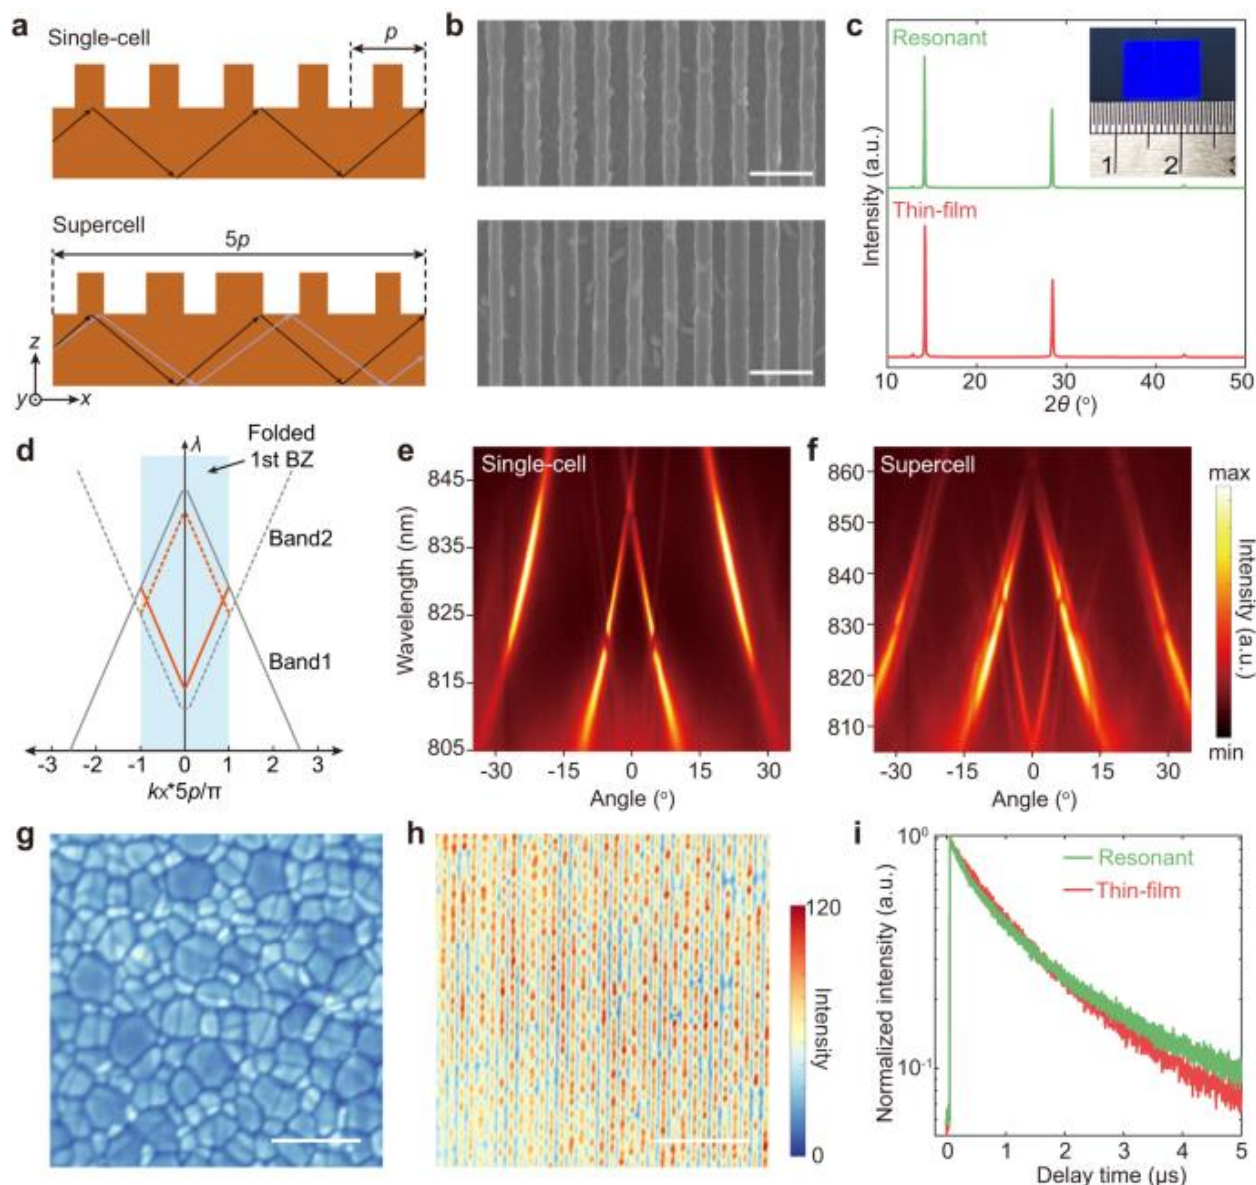 a
Single-cell
p
Supercell
5p
z
y
x
b
c
Resonant
Thin-film
Intensity (a.u.)
1 2 3
10 20 30 40 50
2θ (°)
d
λ
Folded
1st BZ
Band2
Band1
-3 -2 -1 0 1 2 3
kx*5p/π
e
Single-cell
Wavelength (nm)
845
835
825
815
805
-30 -15 0 15 30
Angle (°)
f
Supercell
860
850
840
830
820
810
-30 -15 0 15 30
Angle (°)
max
Intensity (a.u.)
min
g
h
120
Intensity
0
i
Resonant
Thin-film
Normalized intensity (a.u.)
10⁰
10⁻¹
0 1 2 3 4 5
Delay time (µs)